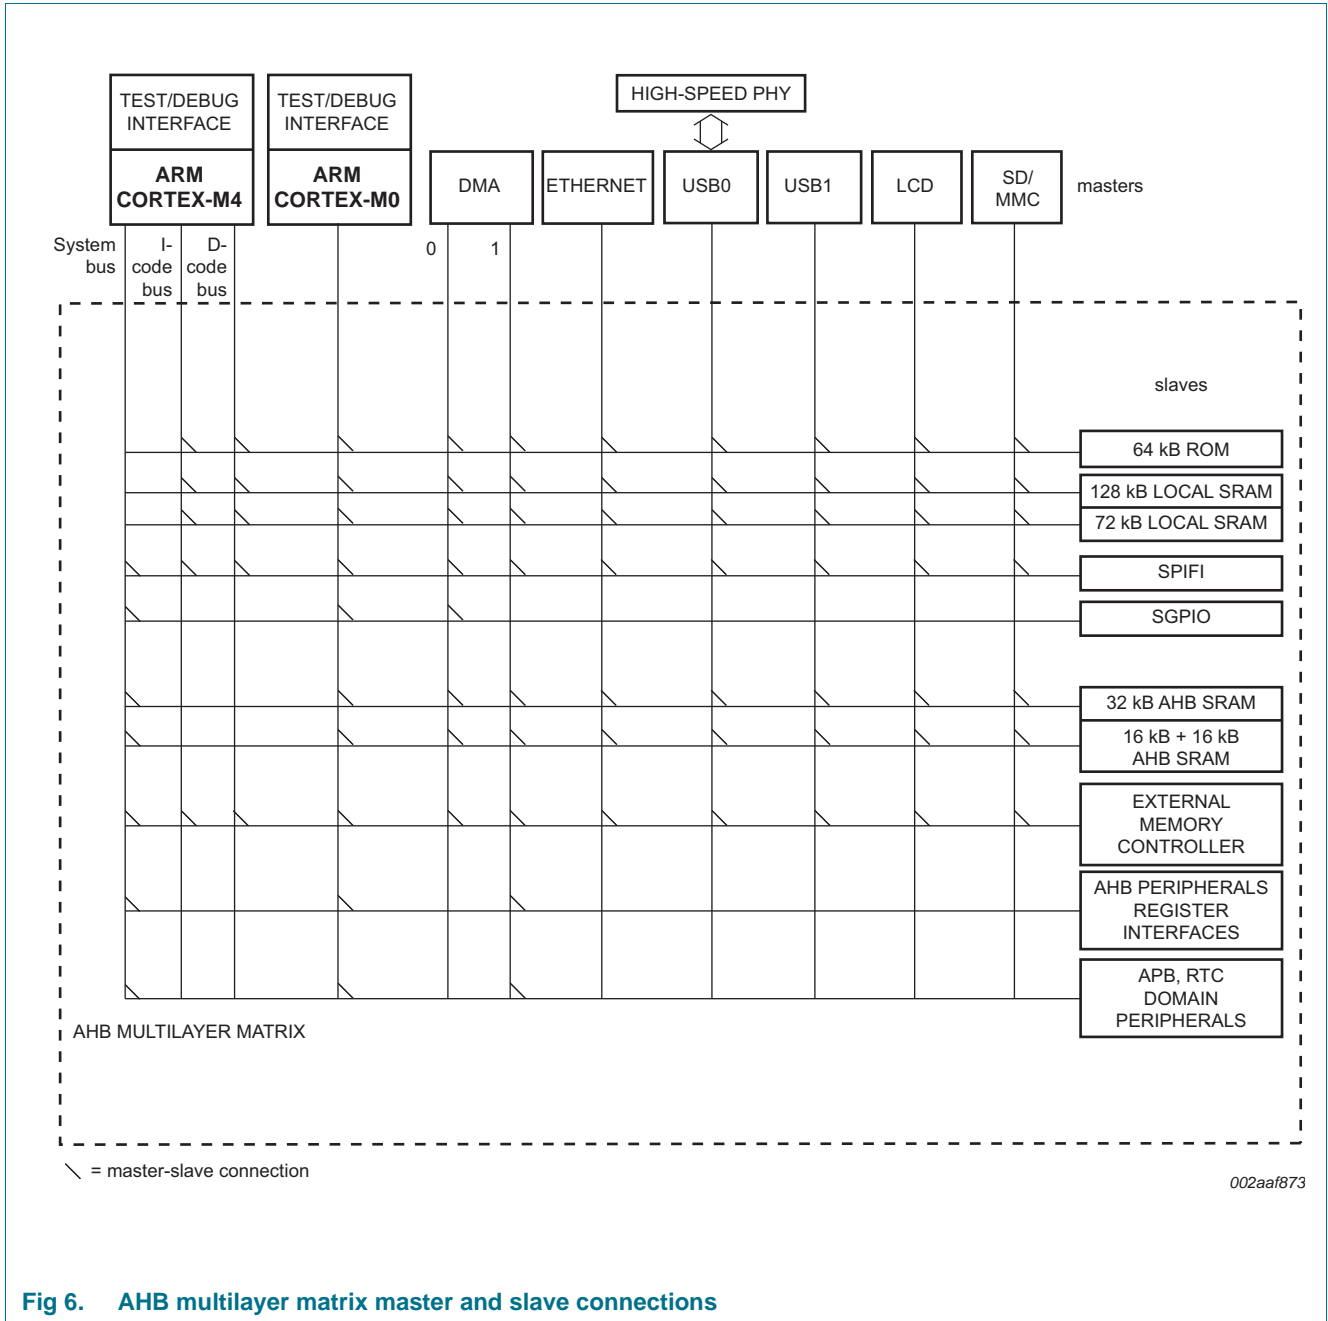 TEST/DEBUG
INTERFACE
TEST/DEBUG
INTERFACE
HIGH-SPEED PHY
ARM
CORTEX-M4
ARM
CORTEX-M0
DMA
ETHERNET
USB0
USB1
LCD
SD/
MMC
masters
System
bus
I-
code
bus
D-
code
bus
0
1
slaves
64 kB ROM
128 kB LOCAL SRAM
72 kB LOCAL SRAM
SPIFI
SGPIO
32 kB AHB SRAM
16 kB + 16 kB
AHB SRAM
EXTERNAL
MEMORY
CONTROLLER
AHB PERIPHERALS
REGISTER
INTERFACES
APB, RTC
DOMAIN
PERIPHERALS
AHB MULTILAYER MATRIX
= master-slave connection
002aaf873
Fig 6. AHB multilayer matrix master and slave connections